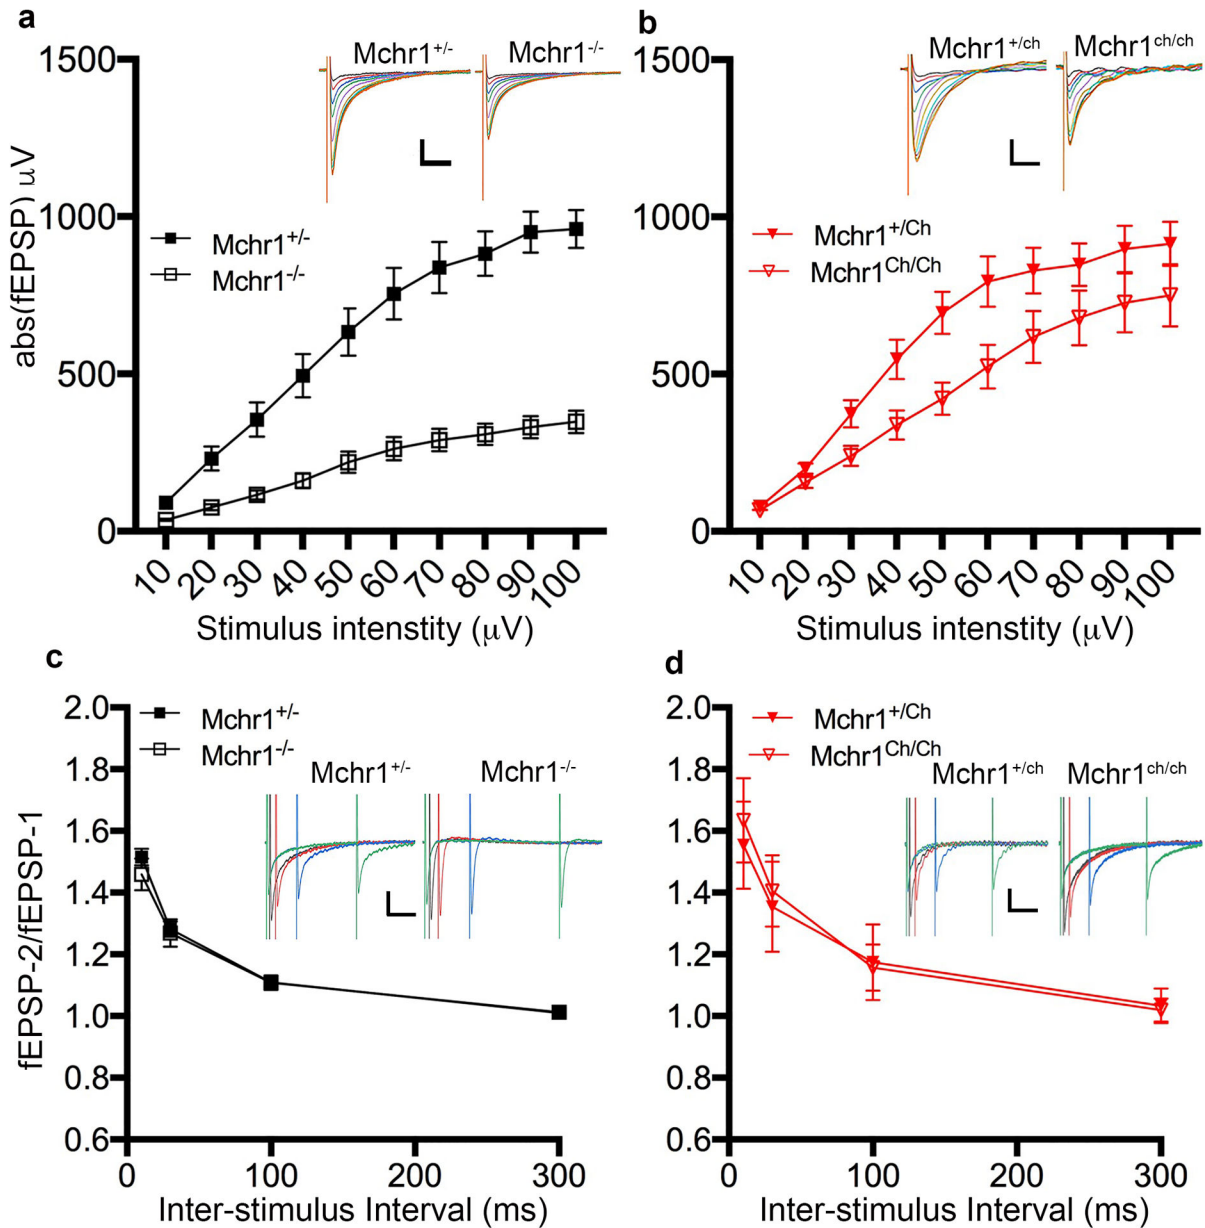 a
Mchr1+/-
Mchr1-/-
abs(fEPSP) μV
1500
1000
500
0
Mchr1+/-
Mchr1-/-
10 20 30 40 50 60 70 80 90 100
Stimulus intenstity (μV)
b
Mchr1+/ch
Mchr1ch/ch
1500
1000
500
0
Mchr1+/Ch
Mchr1Ch/Ch
10 20 30 40 50 60 70 80 90 100
Stimulus intenstity (μV)
c
fEPSP-2/fEPSP-1
2.0
1.8
1.6
1.4
1.2
1.0
0.8
0.6
Mchr1+/-
Mchr1-/-
Mchr1+/-
Mchr1-/-
0 100 200 300
Inter-stimulus Interval (ms)
d
2.0
1.8
1.6
1.4
1.2
1.0
0.8
0.6
Mchr1+/Ch
Mchr1Ch/Ch
Mchr1+/ch
Mchr1ch/ch
0 100 200 300
Inter-stimulus Interval (ms)